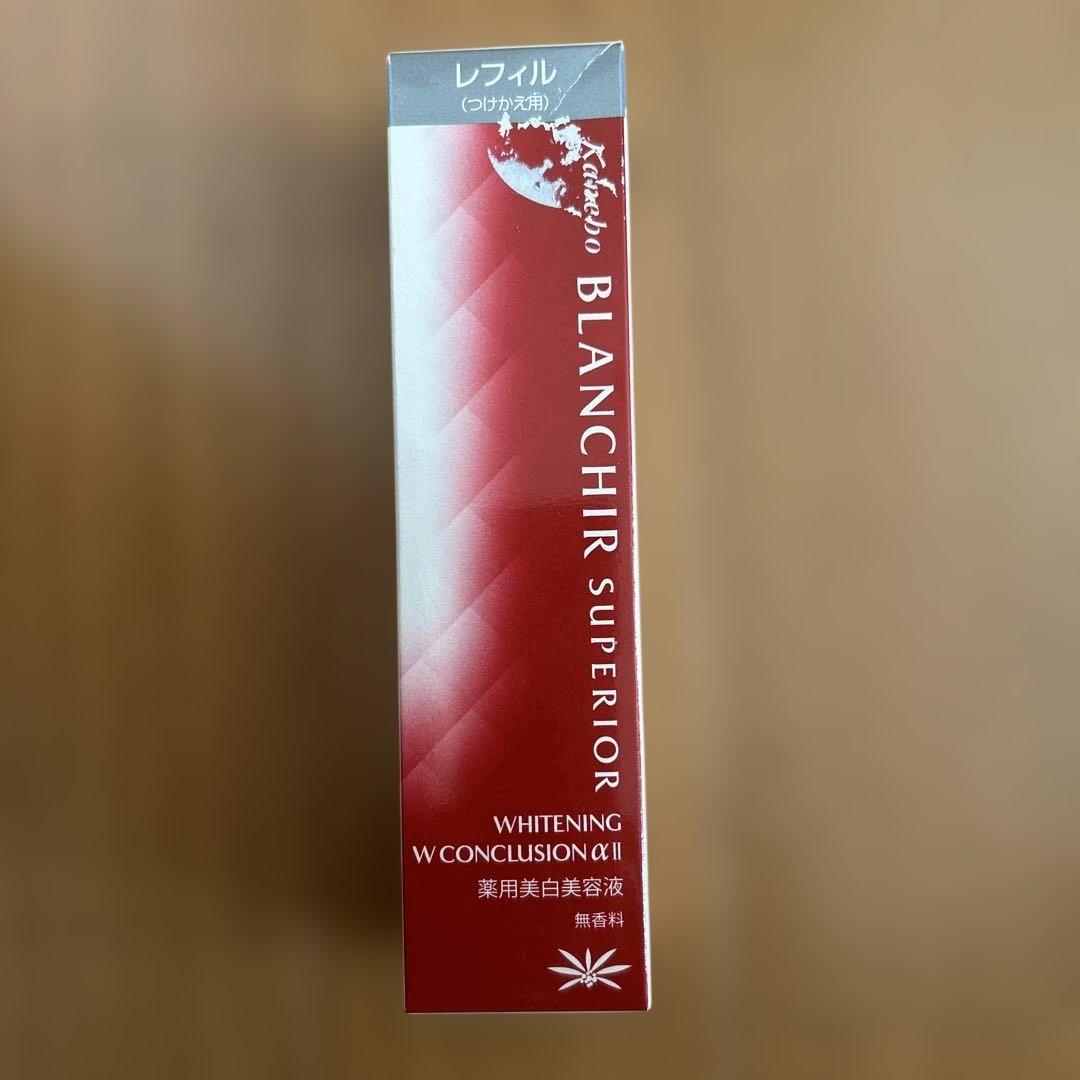 レフィル
(つけかえ用)
Kanebo
BLANCHIR SUPERIOR
WHITENING
W CONCLUSION αII
薬用美白美容液
無香料